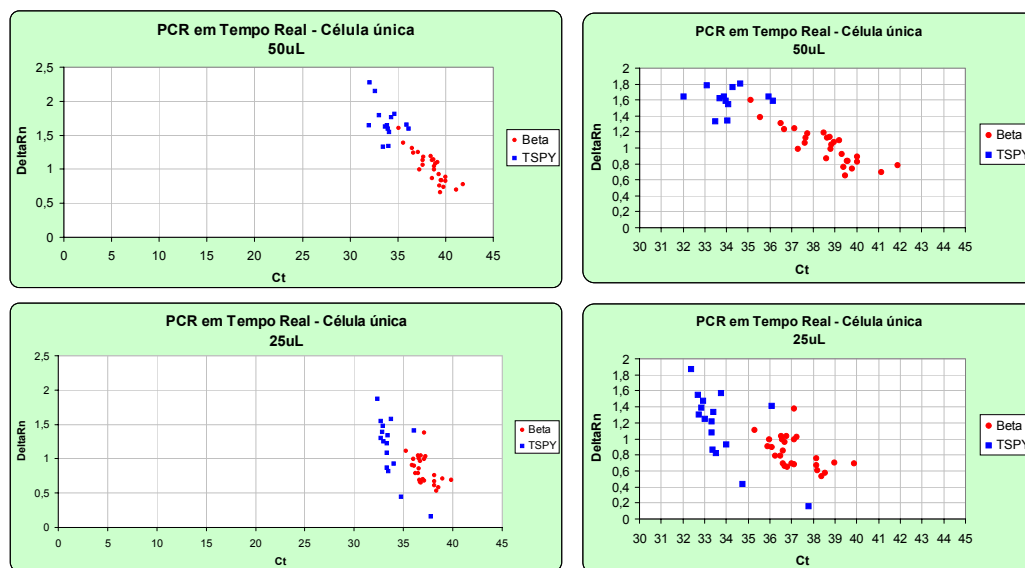 PCR em Tempo Real - Célula única
50uL
2,5
2
1,5
1
0,5
0
DeltaRn
0 5 10 15 20 25 30 35 40 45
Ct
Beta
TSPY
PCR em Tempo Real - Célula única
50uL
2
1,8
1,6
1,4
1,2
1
0,8
0,6
0,4
0,2
0
DeltaRn
30 31 32 33 34 35 36 37 38 39 40 41 42 43 44 45
Ct
Beta
TSPY
PCR em Tempo Real - Célula única
25uL
2,5
2
1,5
1
0,5
0
DeltaRn
0 5 10 15 20 25 30 35 40 45
Ct
Beta
TSPY
PCR em Tempo Real - Célula única
25uL
2
1,8
1,6
1,4
1,2
1
0,8
0,6
0,4
0,2
0
DeltaRn
30 31 32 33 34 35 36 37 38 39 40 41 42 43 44 45
Ct
Beta
TSPY